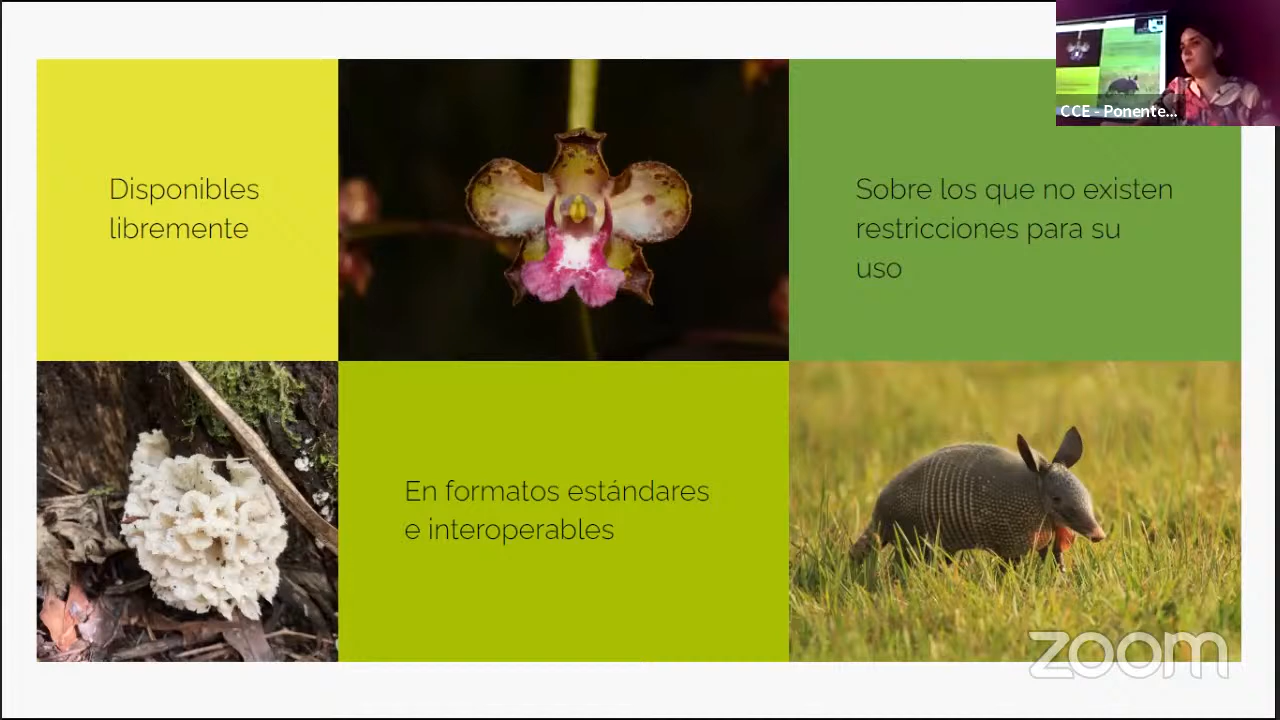 CCE - Ponente...
Disponibles
libremente
Sobre los que no existen
restricciones para su
uso
En formatos estándares
e interoperables
zoom